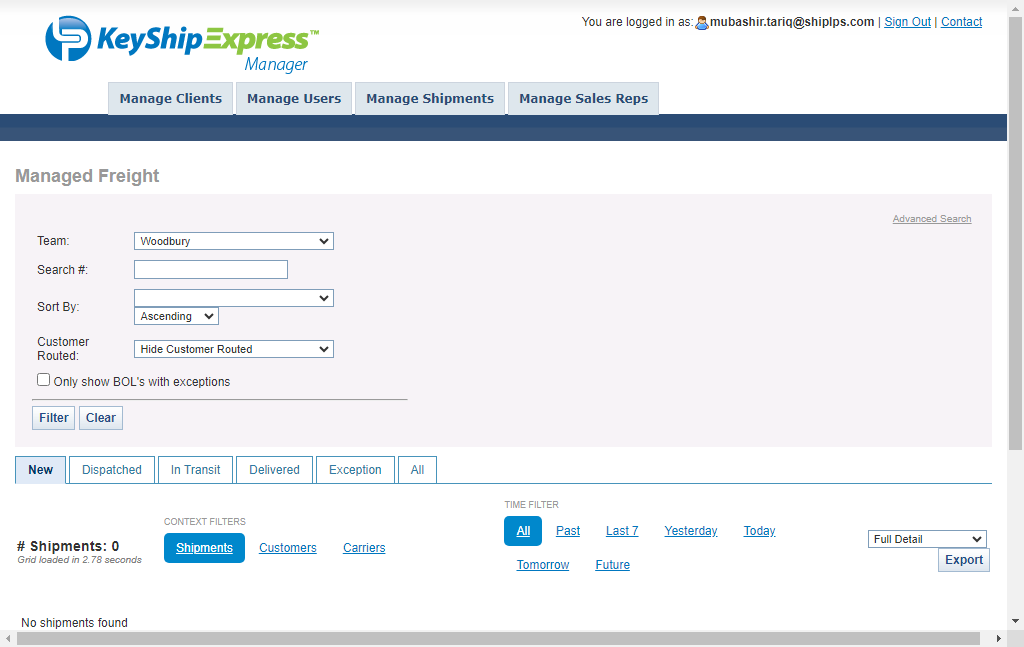 KeyShipExpress™
Manager
You are logged in as: mubashir.tariq@shiplps.com | Sign Out | Contact
Manage Clients Manage Users Manage Shipments Manage Sales Reps
Managed Freight
Advanced Search
Team: Woodbury
Search #:
Sort By:
Ascending
Customer Routed: Hide Customer Routed
Only show BOL's with exceptions
Filter Clear
New Dispatched In Transit Delivered Exception All
# Shipments: 0
Grid loaded in 2.78 seconds
CONTEXT FILTERS
Shipments Customers Carriers
TIME FILTER
All Past Last 7 Yesterday Today
Tomorrow Future
Full Detail
Export
No shipments found